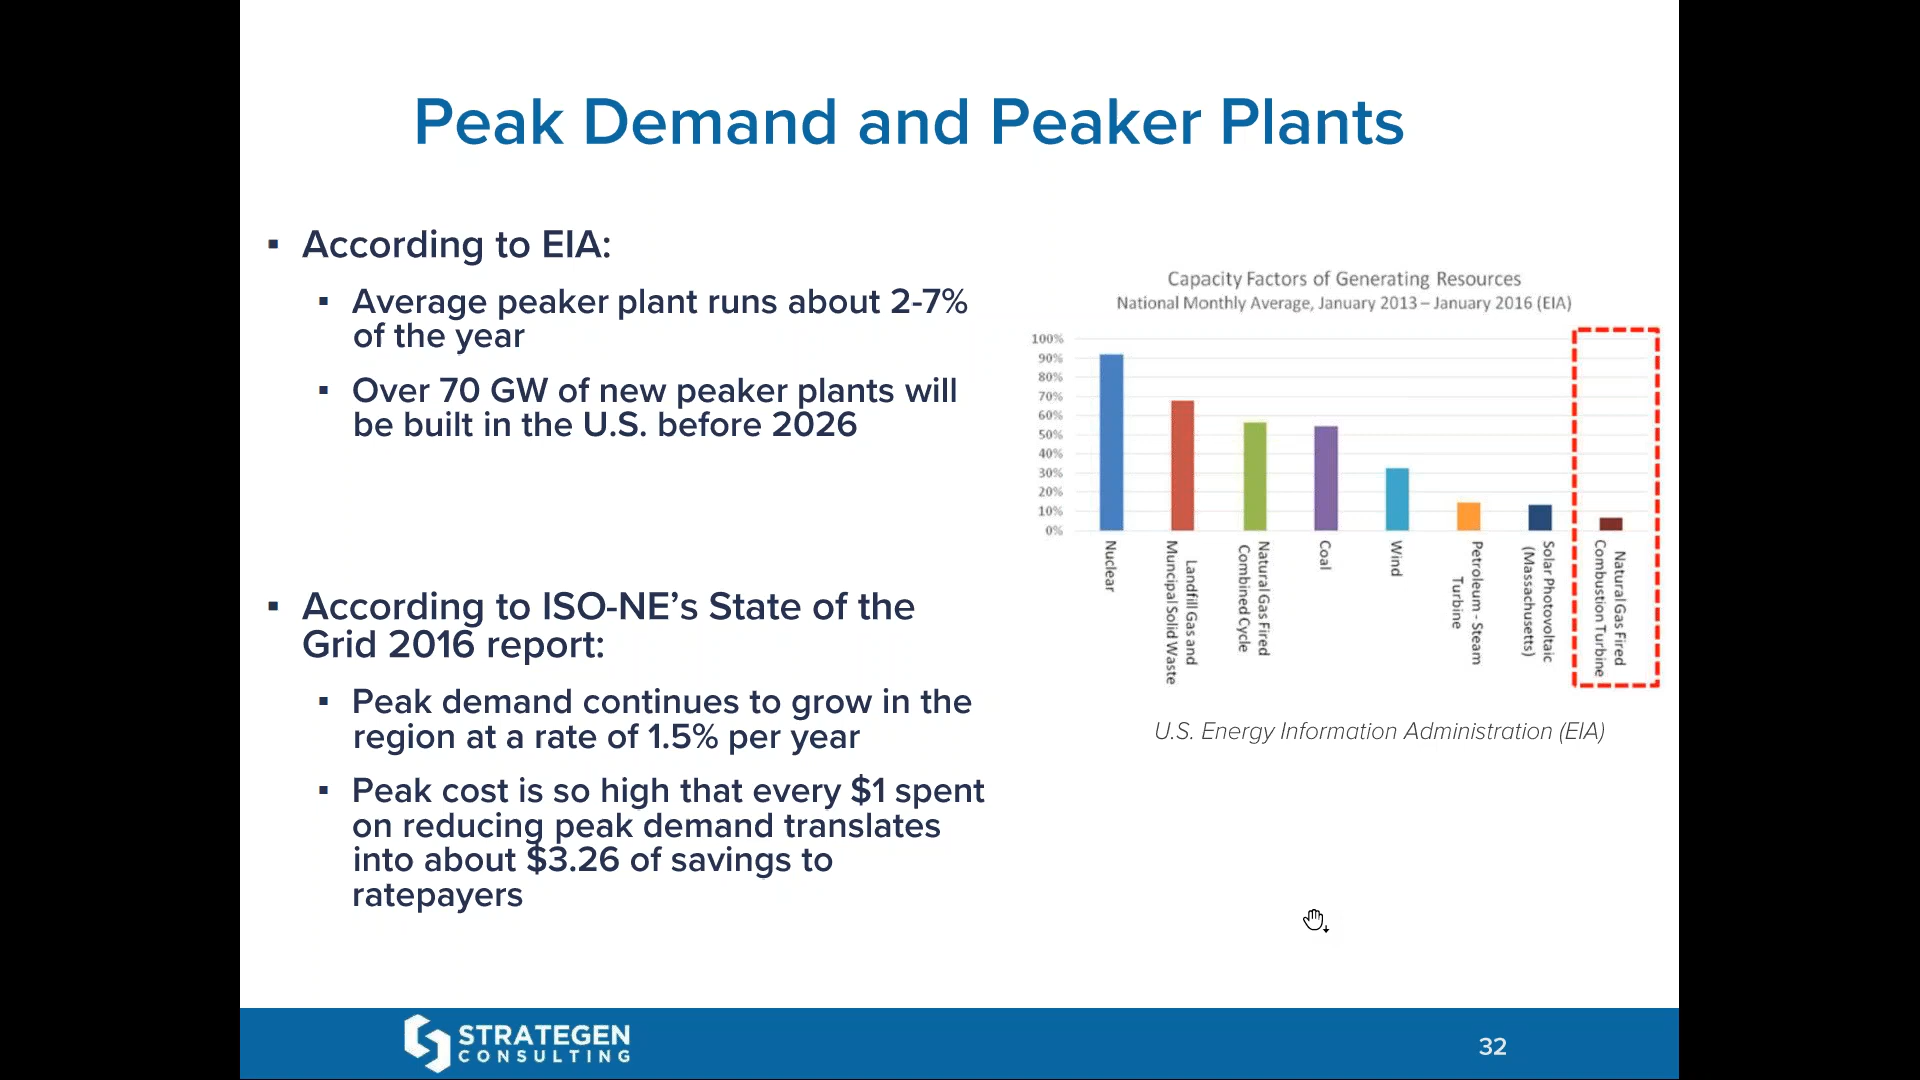 Peak Demand and Peaker Plants
▪ According to EIA:
▪ Average peaker plant runs about 2-7%
of the year
▪ Over 70 GW of new peaker plants will
be built in the U.S. before 2026
▪ According to ISO-NE’s State of the
Grid 2016 report:
▪ Peak demand continues to grow in the
region at a rate of 1.5% per year
▪ Peak cost is so high that every $1 spent
on reducing peak demand translates
into about $3.26 of savings to
ratepayers
Capacity Factors of Generating Resources
National Monthly Average, January 2013 – January 2016 (EIA)
100%
90%
80%
70%
60%
50%
40%
30%
20%
10%
0%
Nuclear
Landfill Gas and
Muncipal Solid Waste
Natural Gas Fired
Combined Cycle
Coal
Wind
Petroleum - Steam
Turbine
Solar Photovoltaic
(Massachusetts)
Natural Gas Fired
Combustion Turbine
U.S. Energy Information Administration (EIA)
STRATEGEN
CONSULTING
32